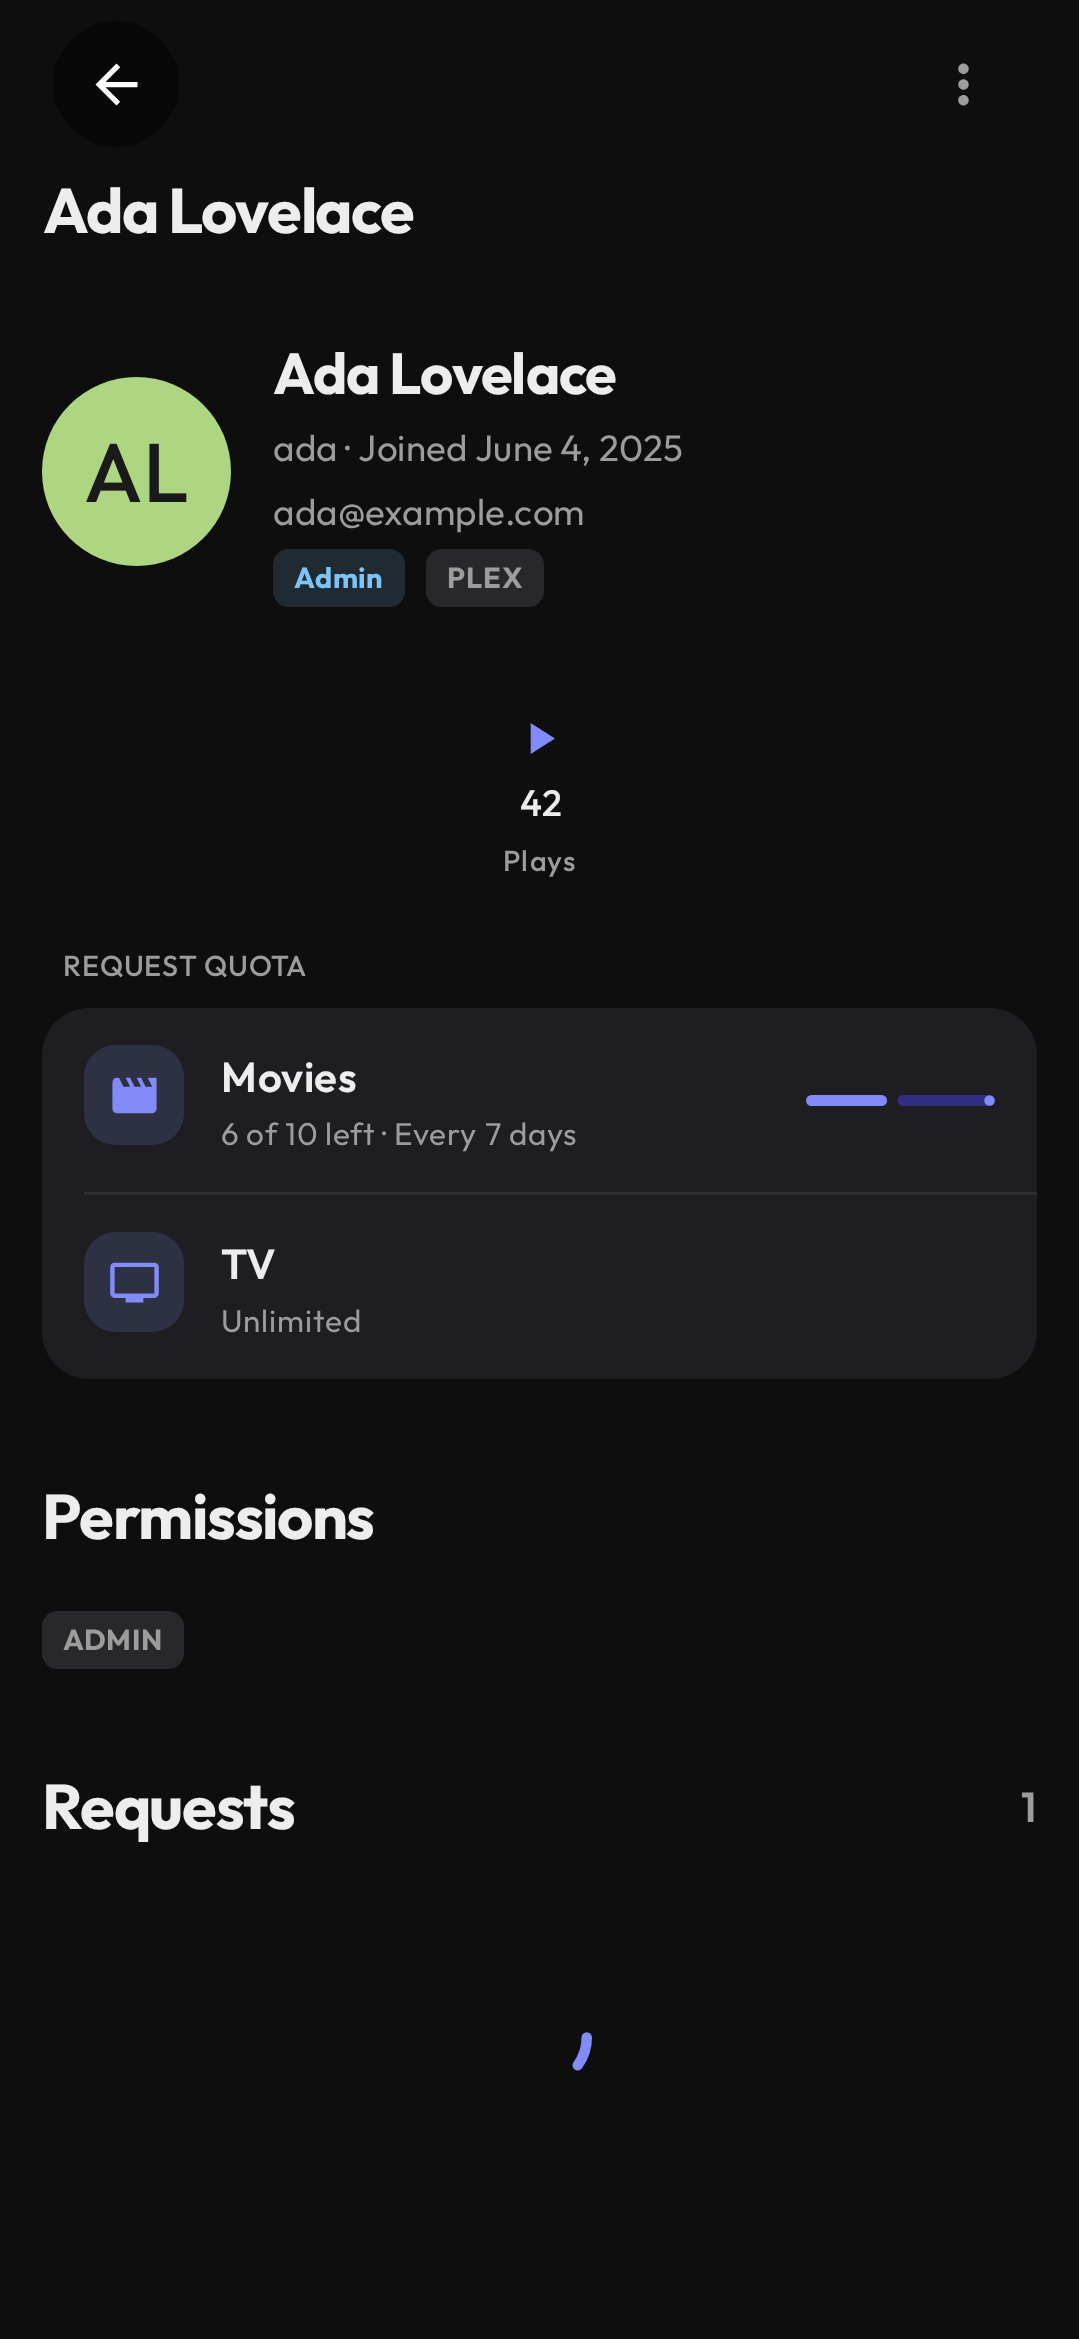 Ada Lovelace
Ada Lovelace
AL
ada · Joined June 4, 2025
ada@example.com
Admin PLEX
42
Plays
REQUEST QUOTA
Movies
6 of 10 left · Every 7 days
TV
Unlimited
Permissions
ADMIN
Requests 1